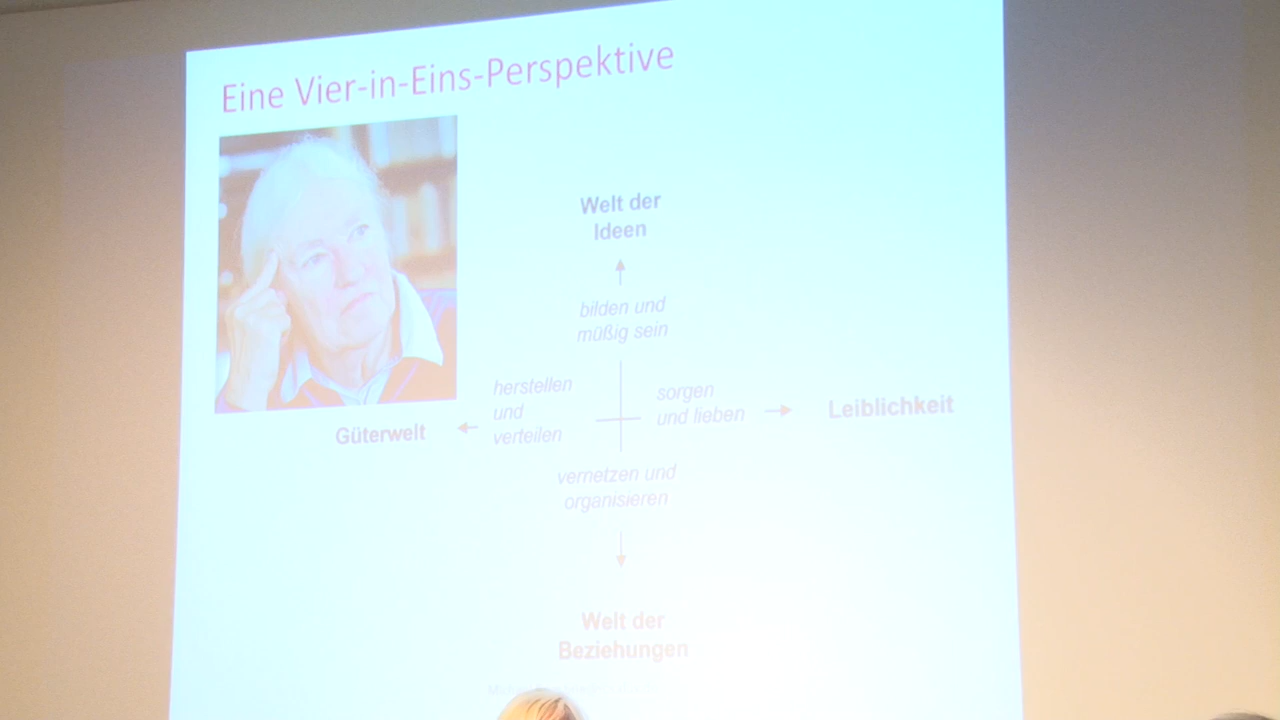 Eine Vier-in-Eins-Perspektive
Welt der
Ideen
bilden und
müßig sein
herstellen
und
verteilen
sorgen
und lieben
Güterwelt
Leiblichkeit
vernetzen und
organisieren
Welt der
Beziehungen